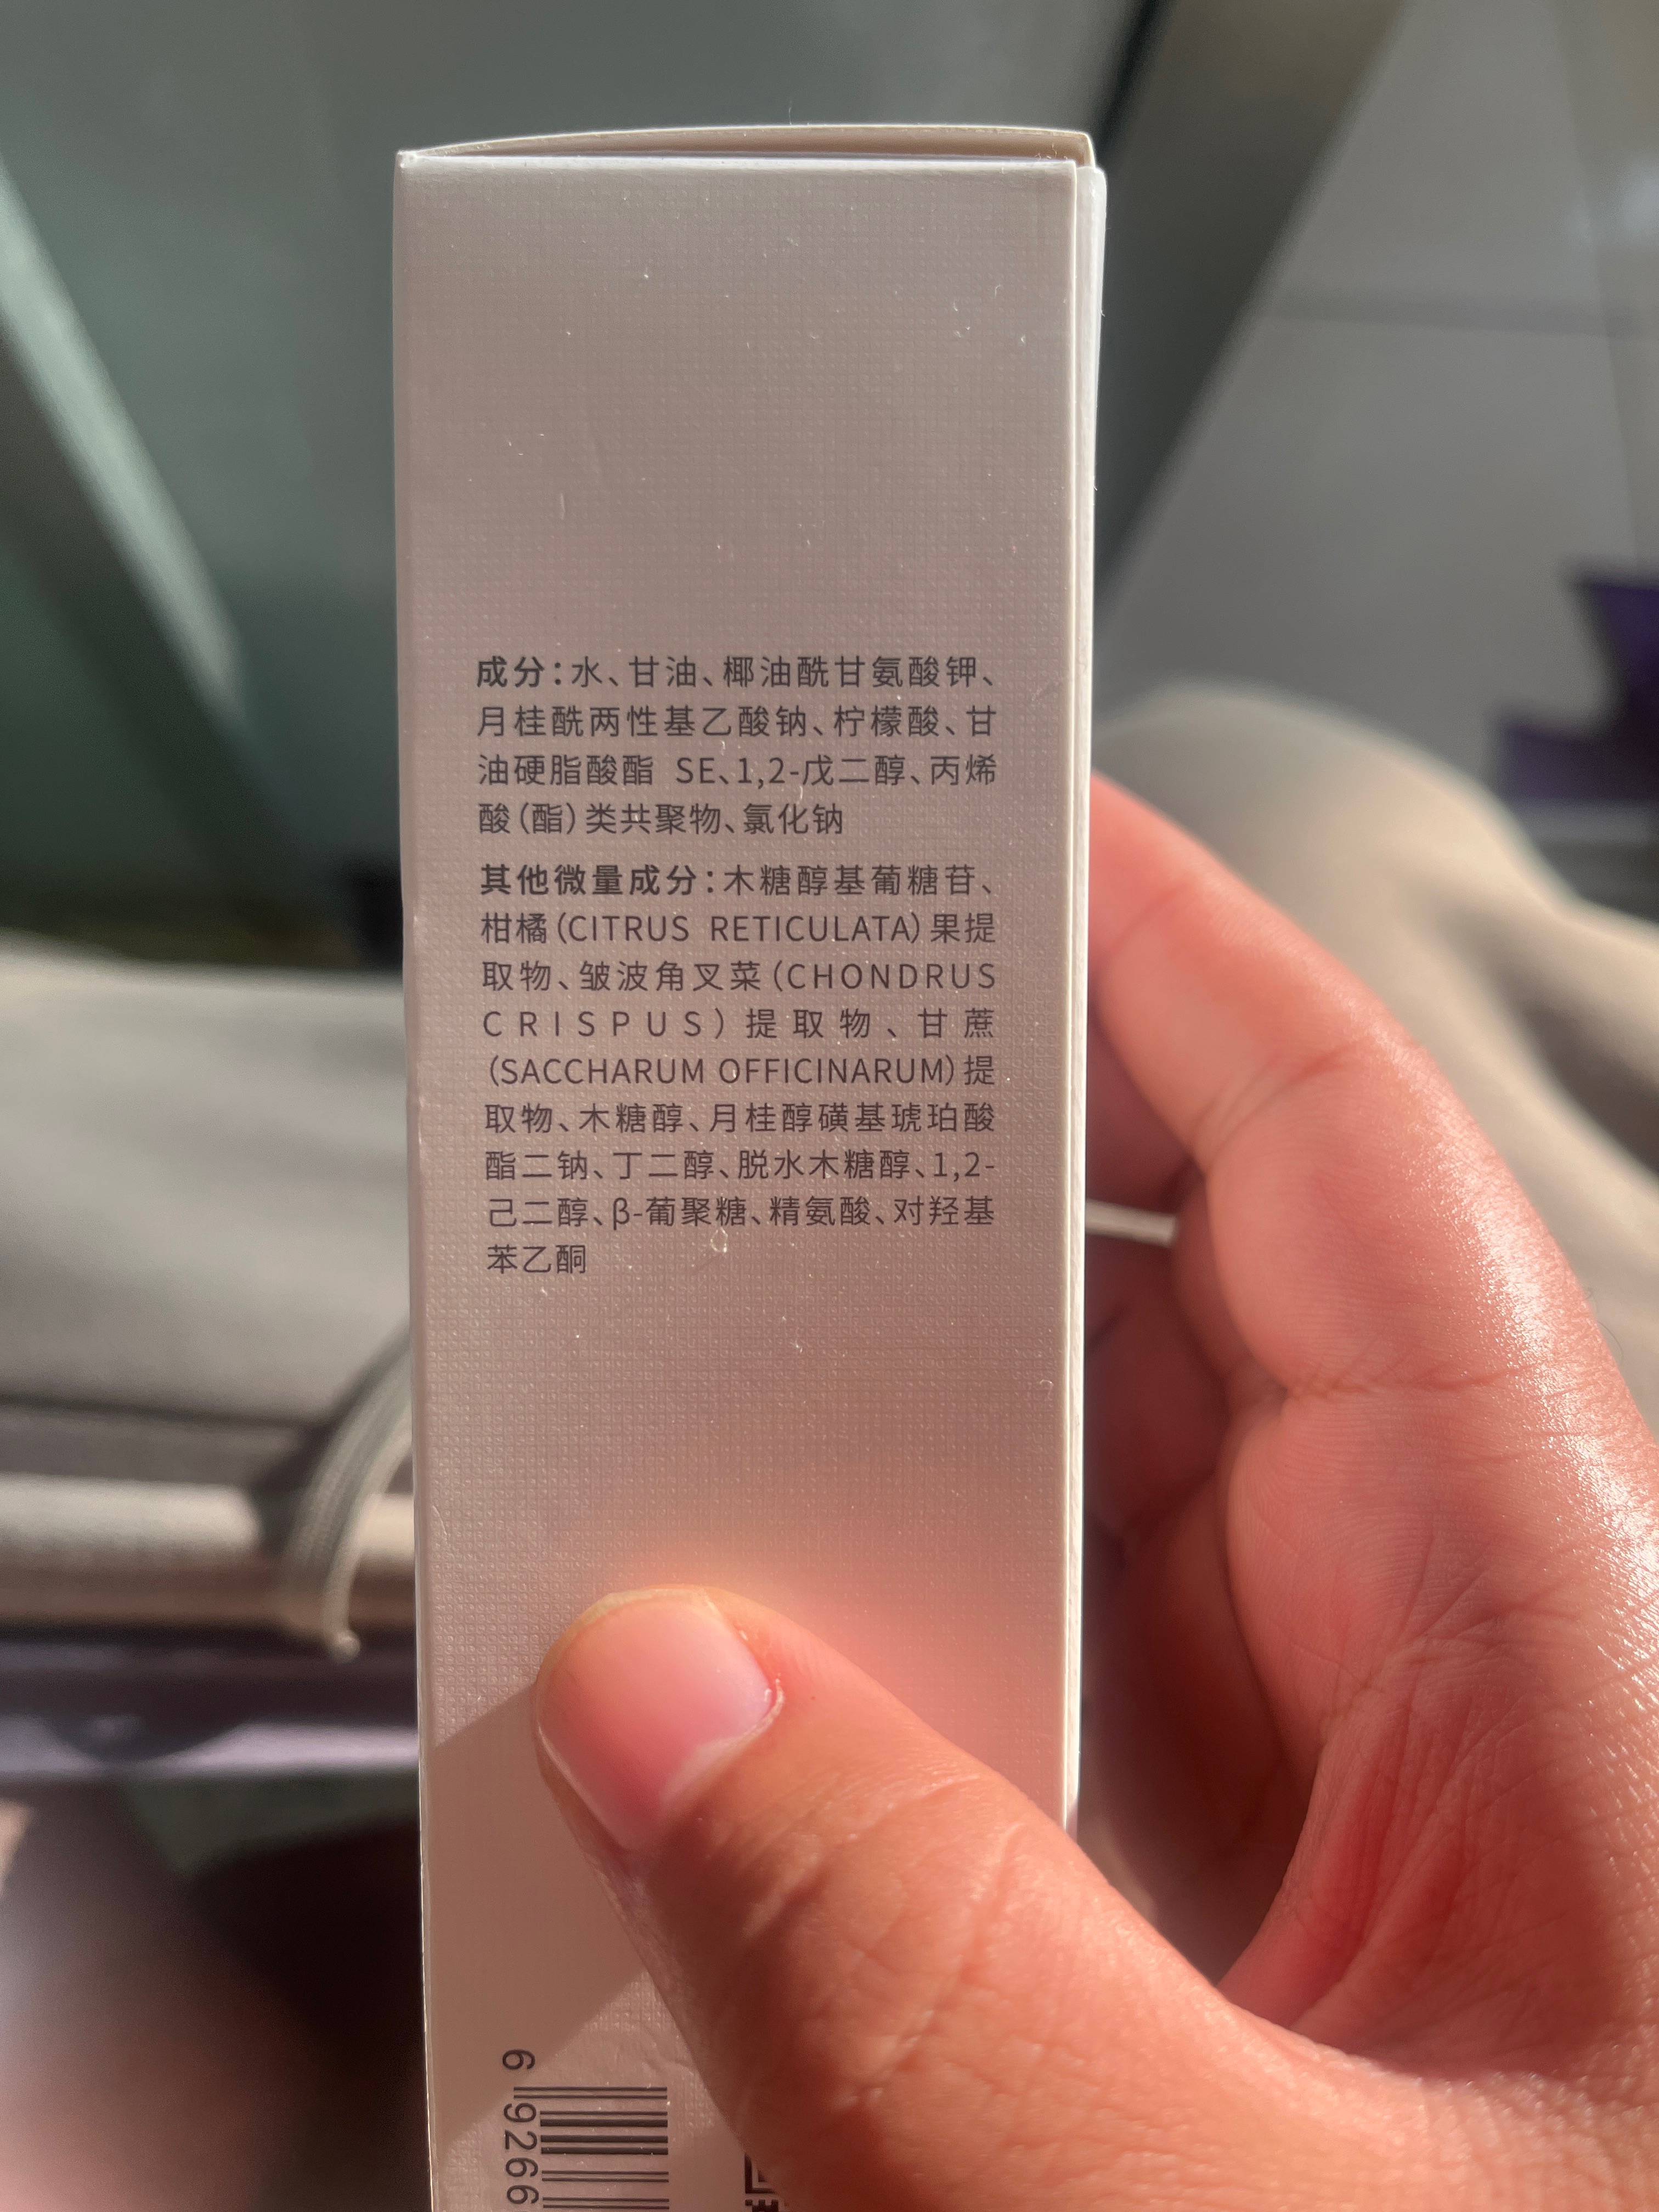 成分：水、甘油、椰油酰甘氨酸钾、
月桂酰两性基乙酸钠、柠檬酸、甘
油硬脂酸酯 SE、1,2-戊二醇、丙烯
酸（酯）类共聚物、氯化钠
其他微量成分：木糖醇基葡糖苷、
柑橘（CITRUS RETICULATA）果提
取物、皱波角叉菜（CHONDRUS
CRISPUS）提取物、甘蔗
（SACCHARUM OFFICINARUM）提
取物、木糖醇、月桂醇磺基琥珀酸
酯二钠、丁二醇、脱水木糖醇、1,2-
己二醇、β-葡聚糖、精氨酸、对羟基
苯乙酮
6 9266